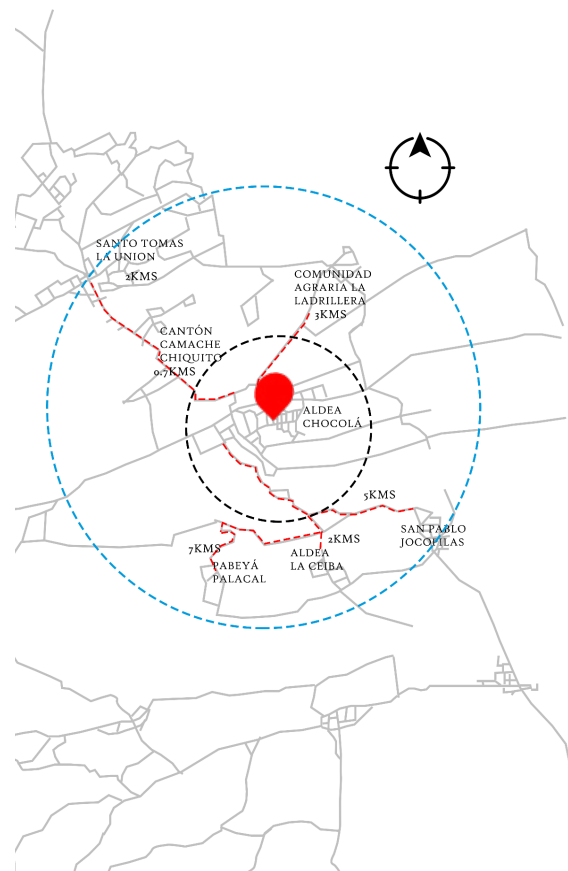 SANTO TOMAS
LA UNION
2KMS
COMUNIDAD
AGRARIA LA
LADRILLERA
3KMS
CANTÓN
CAMACHE
CHIQUITO
0.7KMS
ALDEA
CHOCOLÁ
5KMS
SAN PABLO
JOCOPILAS
2KMS
ALDEA
LA CEIBA
7KMS
PABEYÁ
PALACAL